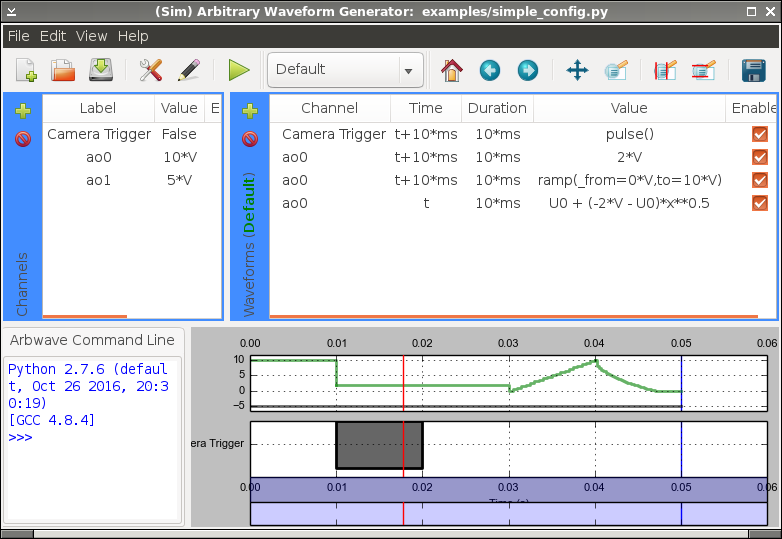 (Sim) Arbitrary Waveform Generator: examples/simple_config.py
File Edit View Help
Default
Channels
Label Value E
Camera Trigger False
ao0 10*V
ao1 5*V
Waveforms (Default)
Channel Time Duration Value Enable
Camera Trigger t+10*ms 10*ms pulse()
ao0 t+10*ms 10*ms 2*V
ao0 t+10*ms 10*ms ramp(_from=0*V,to=10*V)
ao0 t 10*ms U0 + (-2*V - U0)*x**0.5
Arbwave Command Line
Python 2.7.6 (defaul
t, Oct 26 2016, 20:3
0:19)
[GCC 4.8.4]
>>>
0.00 0.01 0.02 0.03 0.04 0.05 0.06
10
5
0
−5
era Trigger
0.00 0.01 0.02 0.03 0.04 0.05 0.06
Time (s)